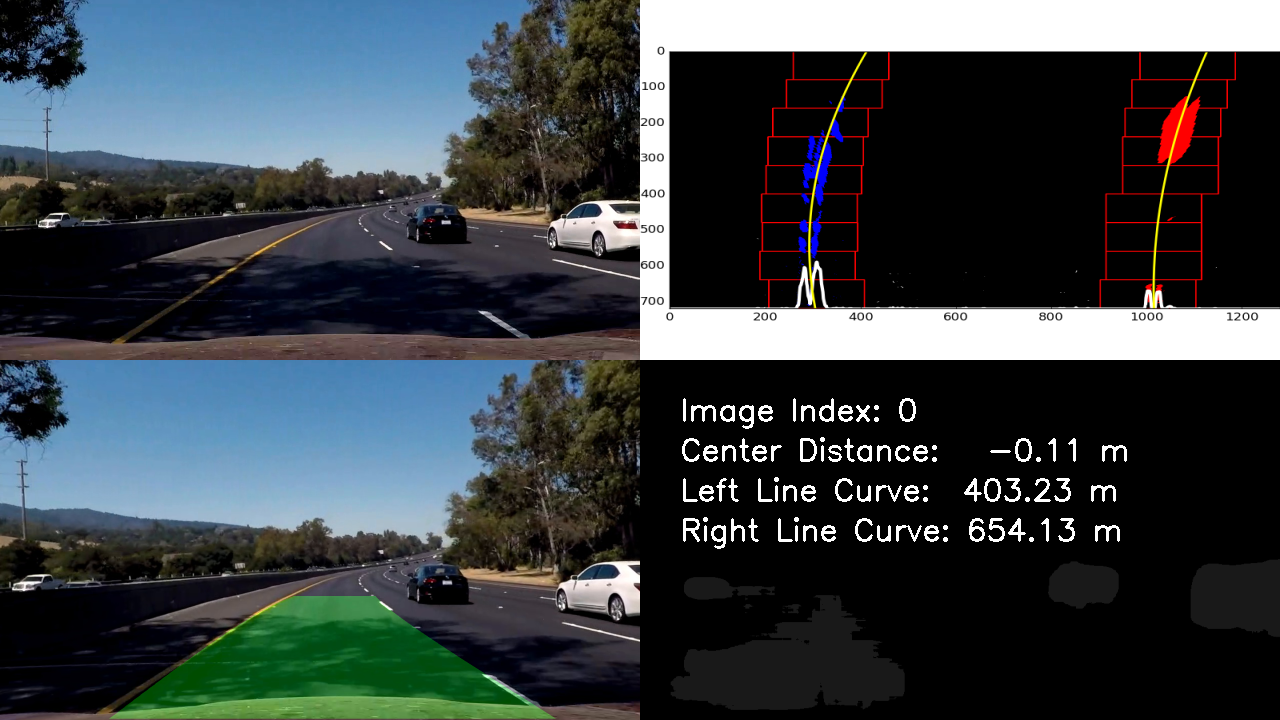 0
100
200
300
400
500
600
700
0 200 400 600 800 1000 1200
Image Index: 0
Center Distance: −0.11 m
Left Line Curve: 403.23 m
Right Line Curve: 654.13 m